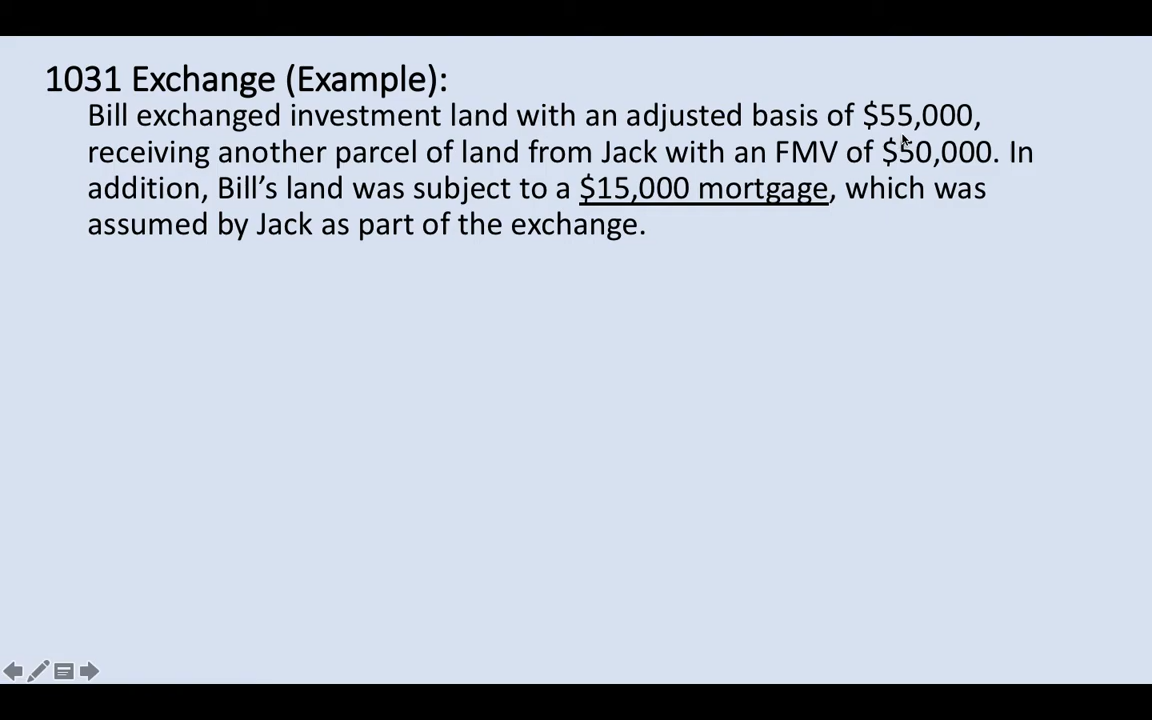 1031 Exchange (Example):
Bill exchanged investment land with an adjusted basis of $55,000,
receiving another parcel of land from Jack with an FMV of $50,000. In
addition, Bill’s land was subject to a $15,000 mortgage, which was
assumed by Jack as part of the exchange.